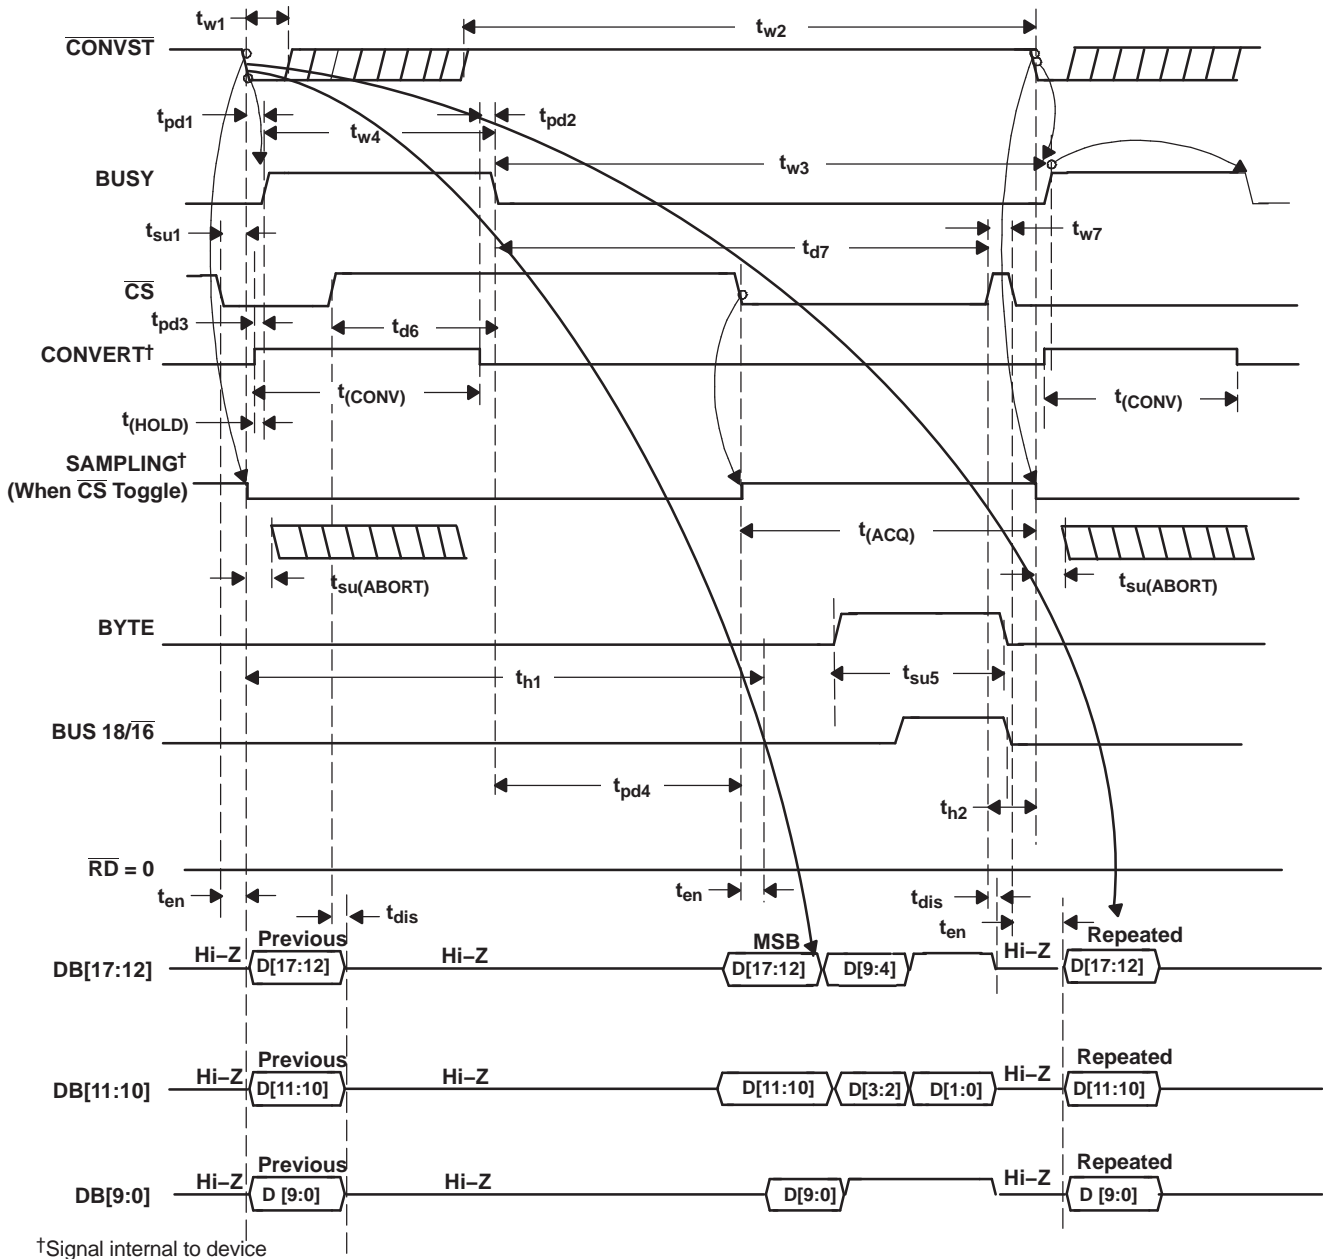 tw1
tw2
CONVST
tpd1
tw4
tpd2
tw3
BUSY
tsu1
tw7
td7
CS
tpd3
td6
CONVERT†
t(CONV)
t(CONV)
t(HOLD)
SAMPLING†
(When CS Toggle)
t(ACQ)
tsu(ABORT)
tsu(ABORT)
BYTE
th1
tsu5
BUS 18/16
tpd4
th2
RD = 0
ten
tdis
ten
tdis
ten
Previous
MSB
Repeated
DB[17:12]
Hi–Z
D[17:12]
Hi–Z
D[17:12]
D[9:4]
Hi–Z
D[17:12]
Previous
Repeated
DB[11:10]
Hi–Z
D[11:10]
Hi–Z
D[11:10]
D[3:2]
D[1:0]
Hi–Z
D[11:10]
Previous
Repeated
DB[9:0]
Hi–Z
D [9:0]
Hi–Z
D[9:0]
Hi–Z
D [9:0]
†Signal internal to device